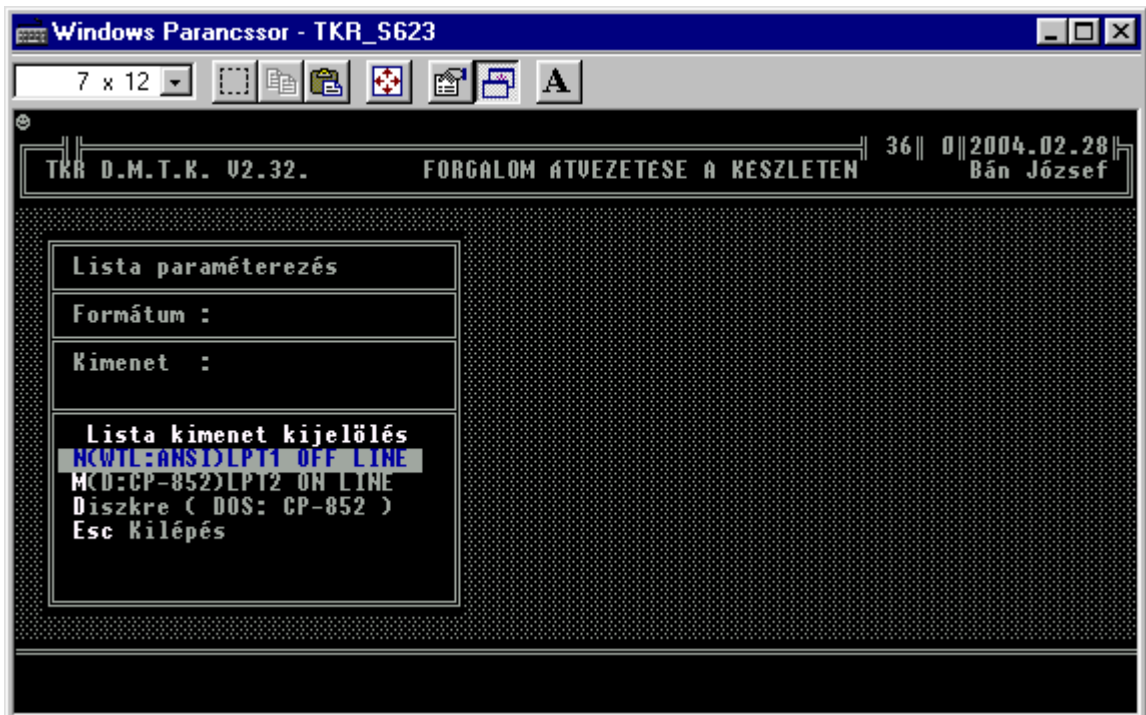 Windows Parancssor - TKR_S623
7 x 12
A
36 0 2004.02.28
TKR D.M.T.K. V2.32. FORGALOM ÁTVEZETÉSE A KÉSZLETEN Bán József
Lista paraméterezés
Formátum :
Kimenet :
Lista kimenet kijelölés
N(WTL:ANSI)LPT1 OFF LINE
M(D:CP-852)LPT2 ON LINE
Diszkre ( DOS: CP-852 )
Esc Kilépés